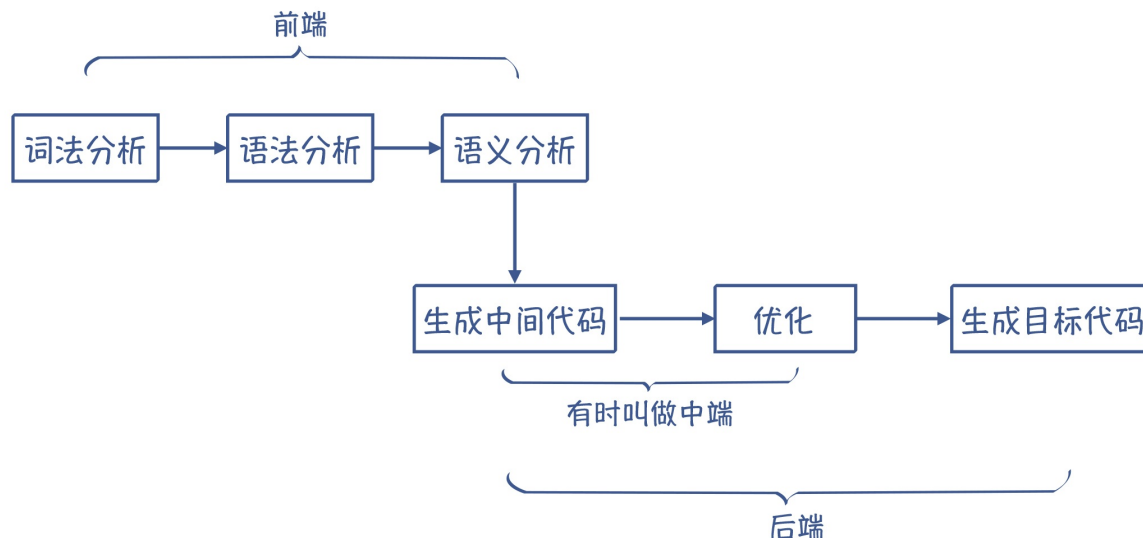 前端
词法分析
语法分析
语义分析
生成中间代码
优化
生成目标代码
有时叫做中端
后端